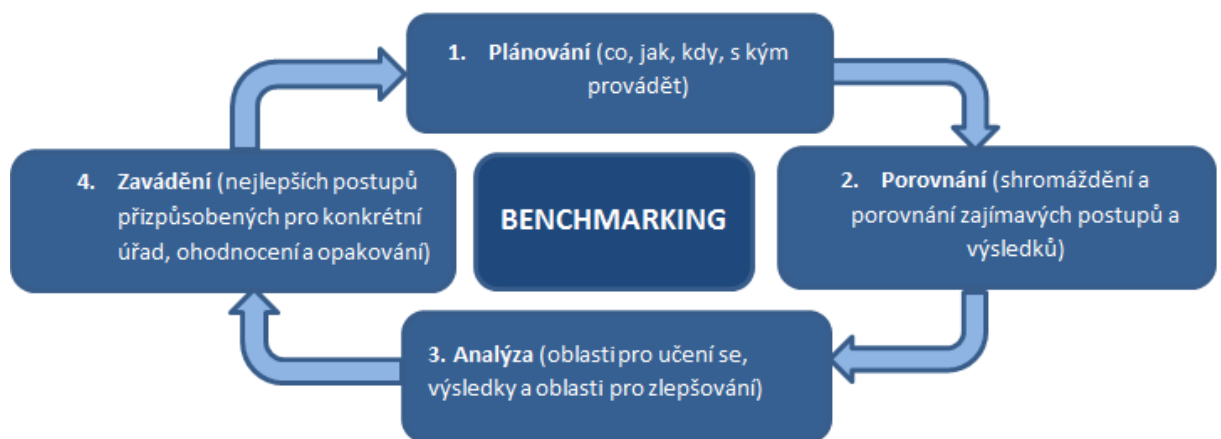 1. Plánování (co, jak, kdy, s kým
provádět)
2. Porovnání (shromáždění a
porovnání zajímavých postupů a
výsledků)
3. Analýza (oblasti pro učení se,
výsledky a oblasti pro zlepšování)
4. Zavádění (nejlepších postupů
přizpůsobených pro konkrétní
úřad, ohodnocení a opakování)
BENCHMARKING